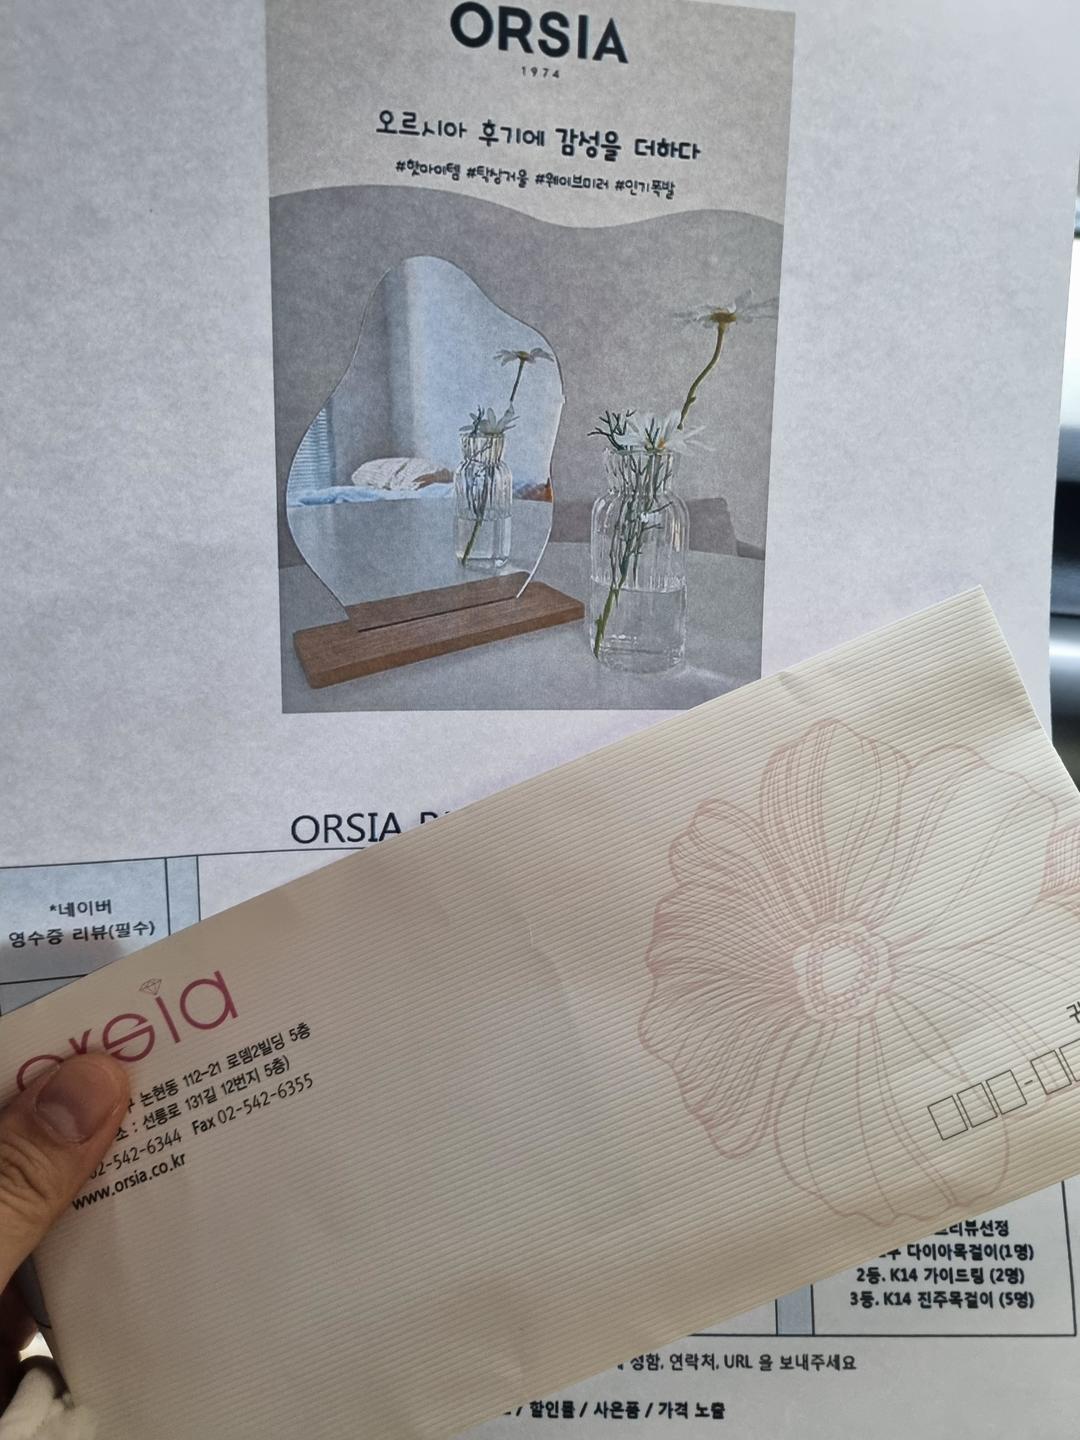 ORSIA
1974
오르시아 후기에 감성을 더하다
#핫아이템 #탁상거울 #웨이브미러 #인기폭발
ORSIA
*네이버
영수증 리뷰(필수)
orsia
논현동 112-21 로뎀2빌딩 5층
: 선릉로 131길 12번지 5층)
02-542-6344 Fax 02-542-6355
www.orsia.co.kr
다이아목걸이(1명)
2등. K14 가이드링 (2명)
3등. K14 진주목걸이 (5명)
성함, 연락처, URL 을 보내주세요
/ 할인률 / 사은품 / 가격 노출